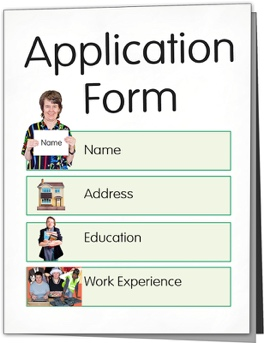 Application
Form
Name
Name
Address
Education
Work Experience